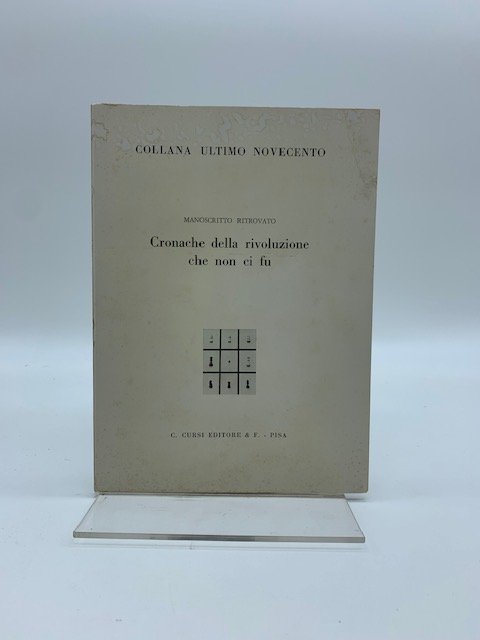 COLLANA ULTIMO NOVECENTO
MANOSCRITTO RITROVATO
Cronache della rivoluzione
che non ci fu
C. CURSI EDITORE & F. - PISA